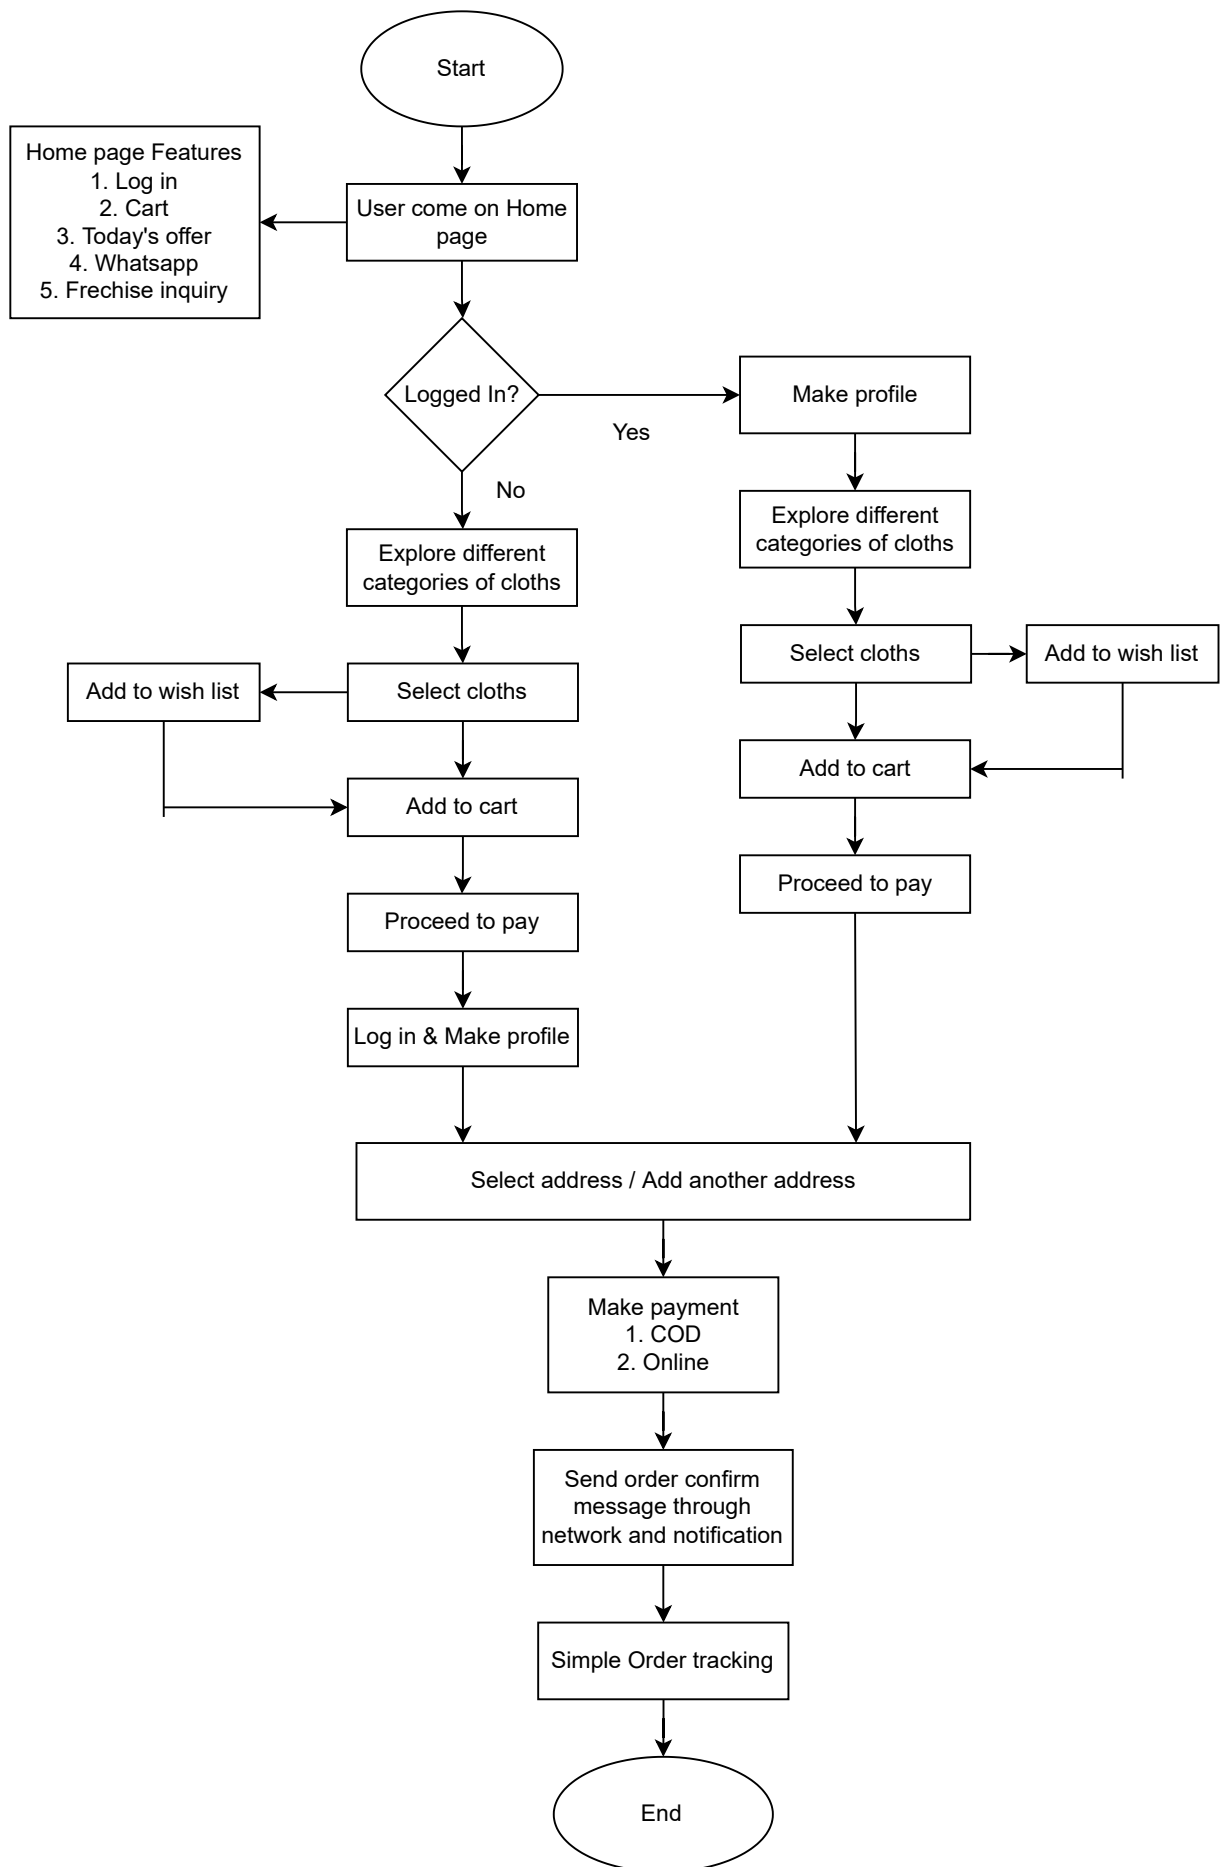 Start
Home page Features
1. Log in
2. Cart
3. Today's offer
4. Whatsapp
5. Frechise inquiry
User come on Home
page
Logged In?
Yes
No
Make profile
Explore different
categories of cloths
Select cloths
Add to wish list
Add to cart
Proceed to pay
Explore different
categories of cloths
Select cloths
Add to wish list
Add to cart
Proceed to pay
Log in & Make profile
Select address / Add another address
Make payment
1. COD
2. Online
Send order confirm
message through
network and notification
Simple Order tracking
End